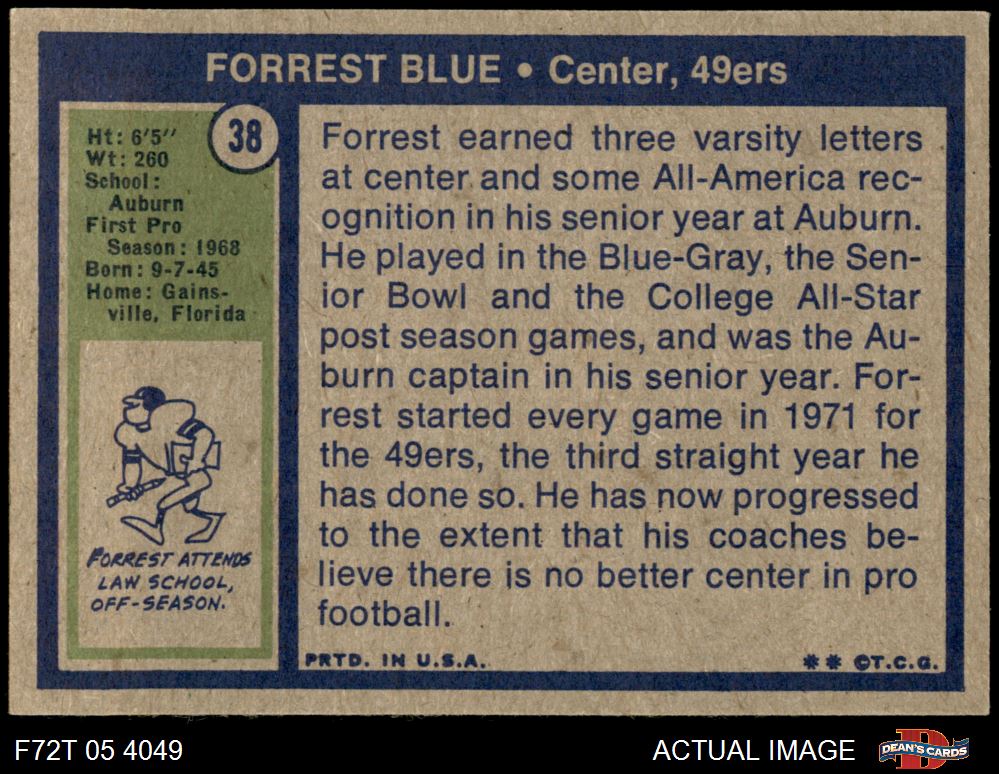 FORREST BLUE • Center, 49ers
38
Ht: 6'5''
Wt: 260
School:
Auburn
First Pro
Season: 1968
Born: 9-7-45
Home: Gains-
ville, Florida
FORREST ATTENDS
LAW SCHOOL,
OFF-SEASON.
Forrest earned three varsity letters
at center and some All-America rec-
ognition in his senior year at Auburn.
He played in the Blue-Gray, the Sen-
ior Bowl and the College All-Star
post season games, and was the Au-
burn captain in his senior year. For-
rest started every game in 1971 for
the 49ers, the third straight year he
has done so. He has now progressed
to the extent that his coaches be-
lieve there is no better center in pro
football.
PRTD. IN U.S.A.
** ©T.C.G.
F72T 05 4049
ACTUAL IMAGE
D
DEAN'S CARDS